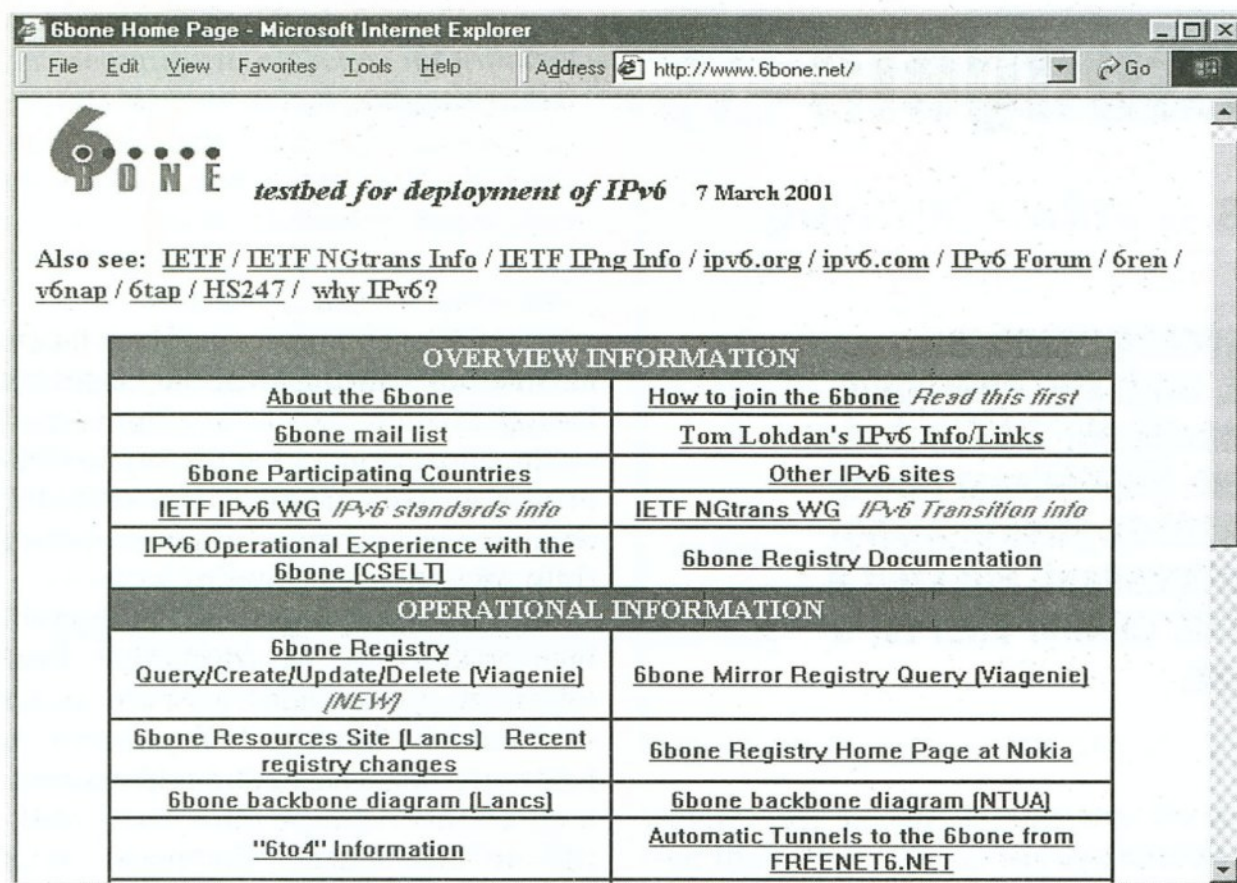 6bone Home Page - Microsoft Internet Explorer
File Edit View Favorites Tools Help Address http://www.6bone.net/ Go
6
BONE
testbed for deployment of IPv6 7 March 2001
Also see: IETF / IETF NGtrans Info / IETF IPng Info / ipv6.org / ipv6.com / IPv6 Forum / 6ren /
v6nap / 6tap / HS247 / why IPv6?
OVERVIEW INFORMATION
About the 6bone
How to join the 6bone Read this first
6bone mail list
Tom Lohdan's IPv6 Info/Links
6bone Participating Countries
Other IPv6 sites
IETF IPv6 WG IPv6 standards info
IETF NGtrans WG IPv6 Transition info
IPv6 Operational Experience with the
6bone [CSELT]
6bone Registry Documentation
OPERATIONAL INFORMATION
6bone Registry
Query/Create/Update/Delete (Viagenie)
[NEW]
6bone Mirror Registry Query (Viagenie)
6bone Resources Site (Lancs) Recent
registry changes
6bone Registry Home Page at Nokia
6bone backbone diagram (Lancs)
6bone backbone diagram (NTUA)
"6to4" Information
Automatic Tunnels to the 6bone from
FREENET6.NET